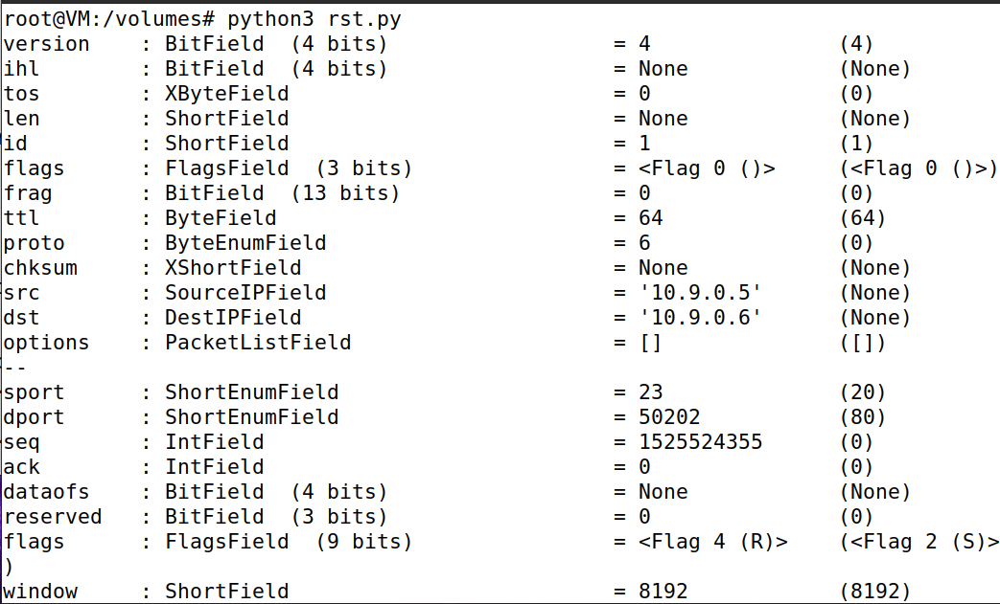 root@VM:/volumes# python3 rst.py
version    : BitField  (4 bits)                  = 4               (4)
ihl        : BitField  (4 bits)                  = None            (None)
tos        : XByteField                          = 0               (0)
len        : ShortField                          = None            (None)
id         : ShortField                          = 1               (1)
flags      : FlagsField  (3 bits)                = <Flag 0 ()>     (<Flag 0 ()>)
frag       : BitField  (13 bits)                 = 0               (0)
ttl        : ByteField                           = 64              (64)
proto      : ByteEnumField                       = 6               (0)
chksum     : XShortField                         = None            (None)
src        : SourceIPField                       = '10.9.0.5'      (None)
dst        : DestIPField                         = '10.9.0.6'      (None)
options    : PacketListField                     = []              ([])
--
sport      : ShortEnumField                      = 23              (20)
dport      : ShortEnumField                      = 50202           (80)
seq        : IntField                            = 1525524355      (0)
ack        : IntField                            = 0               (0)
dataofs    : BitField  (4 bits)                  = None            (None)
reserved   : BitField  (3 bits)                  = 0               (0)
flags      : FlagsField  (9 bits)                = <Flag 4 (R)>    (<Flag 2 (S)>
)
window     : ShortField                          = 8192            (8192)